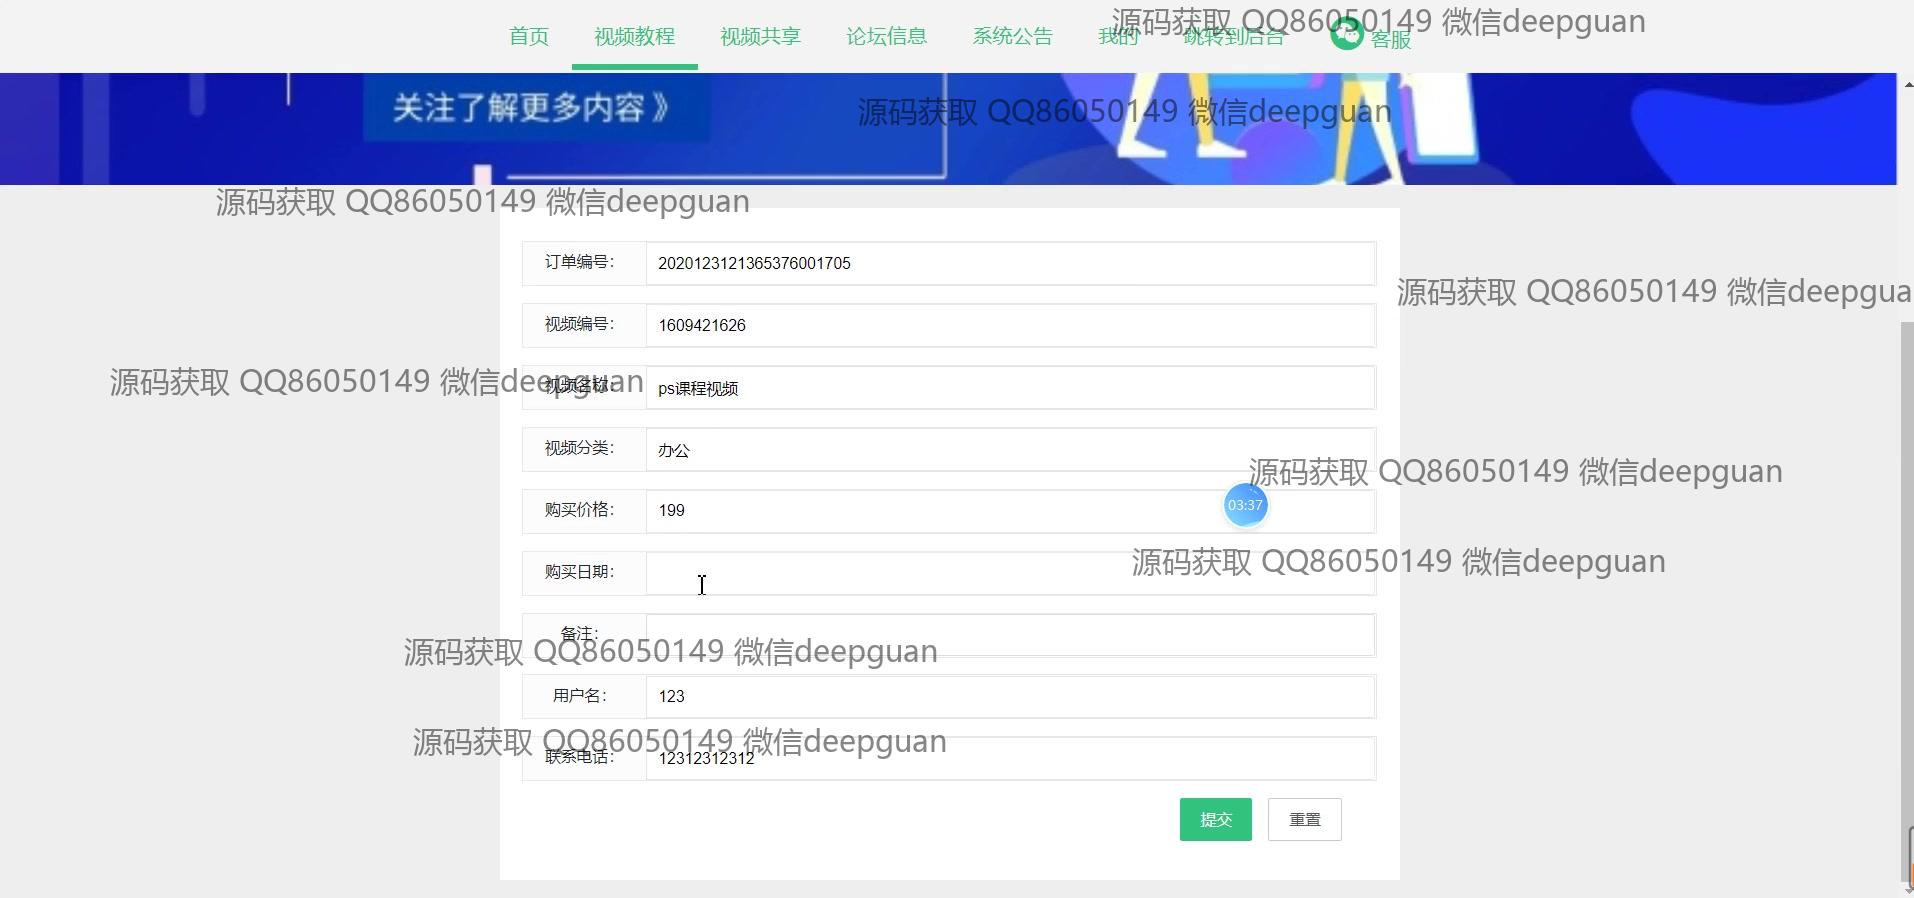 首页 视频教程 视频共享 论坛信息 系统公告 我的 跳转到后台 客服
源码获取 QQ86050149 微信deepguan
关注了解更多内容》
源码获取 QQ86050149 微信deepguan
源码获取 QQ86050149 微信deepguan
订单编号： 2020123121365376001705
源码获取 QQ86050149 微信deepgua
视频编号： 1609421626
源码获取 QQ86050149 微信deepguan
视频名称： ps课程视频
视频分类： 办公
源码获取 QQ86050149 微信deepguan
购买价格： 199
03:37
购买日期：
源码获取 QQ86050149 微信deepguan
备注：
源码获取 QQ86050149 微信deepguan
用户名： 123
源码获取 QQ86050149 微信deepguan
联系电话： 12312312312
提交 重置